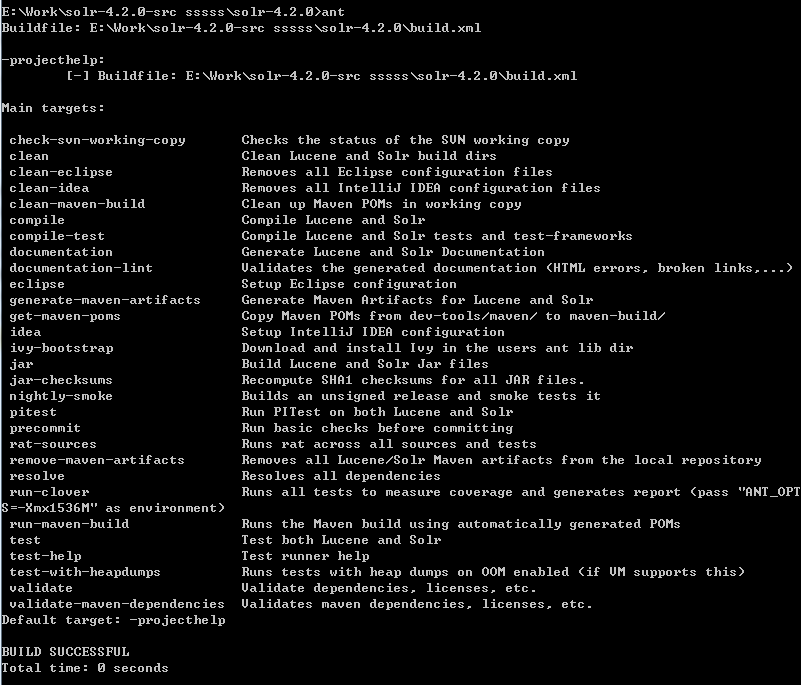 E:\Work\solr-4.2.0-src sssss\solr-4.2.0>ant
Buildfile: E:\Work\solr-4.2.0-src sssss\solr-4.2.0\build.xml
-projecthelp:
[-] Buildfile: E:\Work\solr-4.2.0-src sssss\solr-4.2.0\build.xml
Main targets:
check-svn-working-copy Checks the status of the SVN working copy
clean Clean Lucene and Solr build dirs
clean-eclipse Removes all Eclipse configuration files
clean-idea Removes all IntelliJ IDEA configuration files
clean-maven-build Clean up Maven POMs in working copy
compile Compile Lucene and Solr
compile-test Compile Lucene and Solr tests and test-frameworks
documentation Generate Lucene and Solr Documentation
documentation-lint Validates the generated documentation (HTML errors, broken links,...)
eclipse Setup Eclipse configuration
generate-maven-artifacts Generate Maven Artifacts for Lucene and Solr
get-maven-poms Copy Maven POMs from dev-tools/maven/ to maven-build/
idea Setup IntelliJ IDEA configuration
ivy-bootstrap Download and install Ivy in the users ant lib dir
jar Build Lucene and Solr Jar files
jar-checksums Recompute SHA1 checksums for all JAR files.
nightly-smoke Builds an unsigned release and smoke tests it
pitest Run PITest on both Lucene and Solr
precommit Run basic checks before committing
rat-sources Runs rat across all sources and tests
remove-maven-artifacts Removes all Lucene/Solr Maven artifacts from the local repository
resolve Resolves all dependencies
run-clover Runs all tests to measure coverage and generates report (pass "ANT_OPT
S=-Xmx1536M" as environment)
run-maven-build Runs the Maven build using automatically generated POMs
test Test both Lucene and Solr
test-help Test runner help
test-with-heapdumps Runs tests with heap dumps on OOM enabled (if VM supports this)
validate Validate dependencies, licenses, etc.
validate-maven-dependencies Validates maven dependencies, licenses, etc.
Default target: -projecthelp
BUILD SUCCESSFUL
Total time: 0 seconds